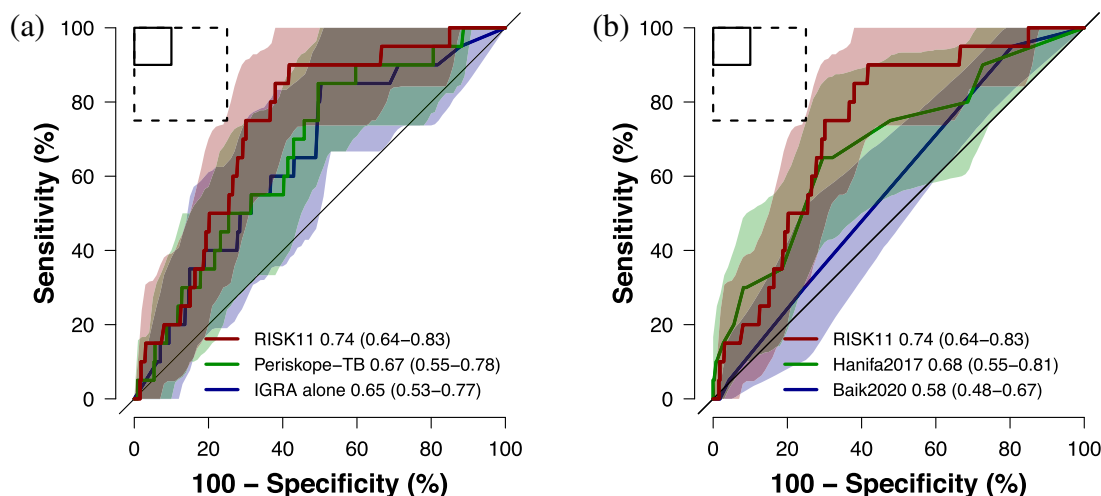 (a)
Sensitivity (%)
100
80
60
40
20
0
RISK11 0.74 (0.64−0.83)
Periskope−TB 0.67 (0.55−0.78)
IGRA alone 0.65 (0.53−0.77)
0 20 40 60 80 100
100 − Specificity (%)
(b)
Sensitivity (%)
100
80
60
40
20
0
RISK11 0.74 (0.64−0.83)
Hanifa2017 0.68 (0.55−0.81)
Baik2020 0.58 (0.48−0.67)
0 20 40 60 80 100
100 − Specificity (%)